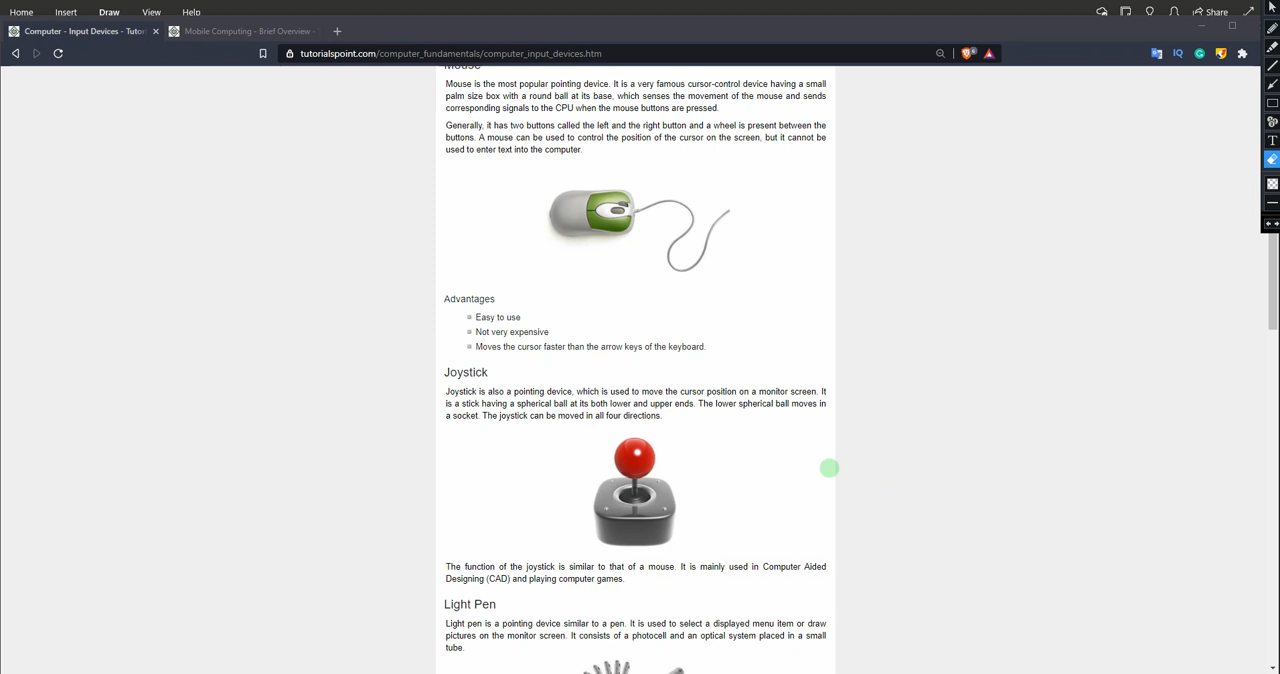 Home Insert Draw View Help Share
Computer - Input Devices - Tutor Mobile Computing - Brief Overview -
tutorialspoint.com/computer_fundamentals/computer_input_devices.htm
Mouse
Mouse is the most popular pointing device. It is a very famous cursor-control device having a small
palm size box with a round ball at its base, which senses the movement of the mouse and sends
corresponding signals to the CPU when the mouse buttons are pressed.
Generally, it has two buttons called the left and the right button and a wheel is present between the
buttons. A mouse can be used to control the position of the cursor on the screen, but it cannot be
used to enter text into the computer.
Advantages
Easy to use
Not very expensive
Moves the cursor faster than the arrow keys of the keyboard.
Joystick
Joystick is also a pointing device, which is used to move the cursor position on a monitor screen. It
is a stick having a spherical ball at its both lower and upper ends. The lower spherical ball moves in
a socket. The joystick can be moved in all four directions.
The function of the joystick is similar to that of a mouse. It is mainly used in Computer Aided
Designing (CAD) and playing computer games.
Light Pen
Light pen is a pointing device similar to a pen. It is used to select a displayed menu item or draw
pictures on the monitor screen. It consists of a photocell and an optical system placed in a small
tube.